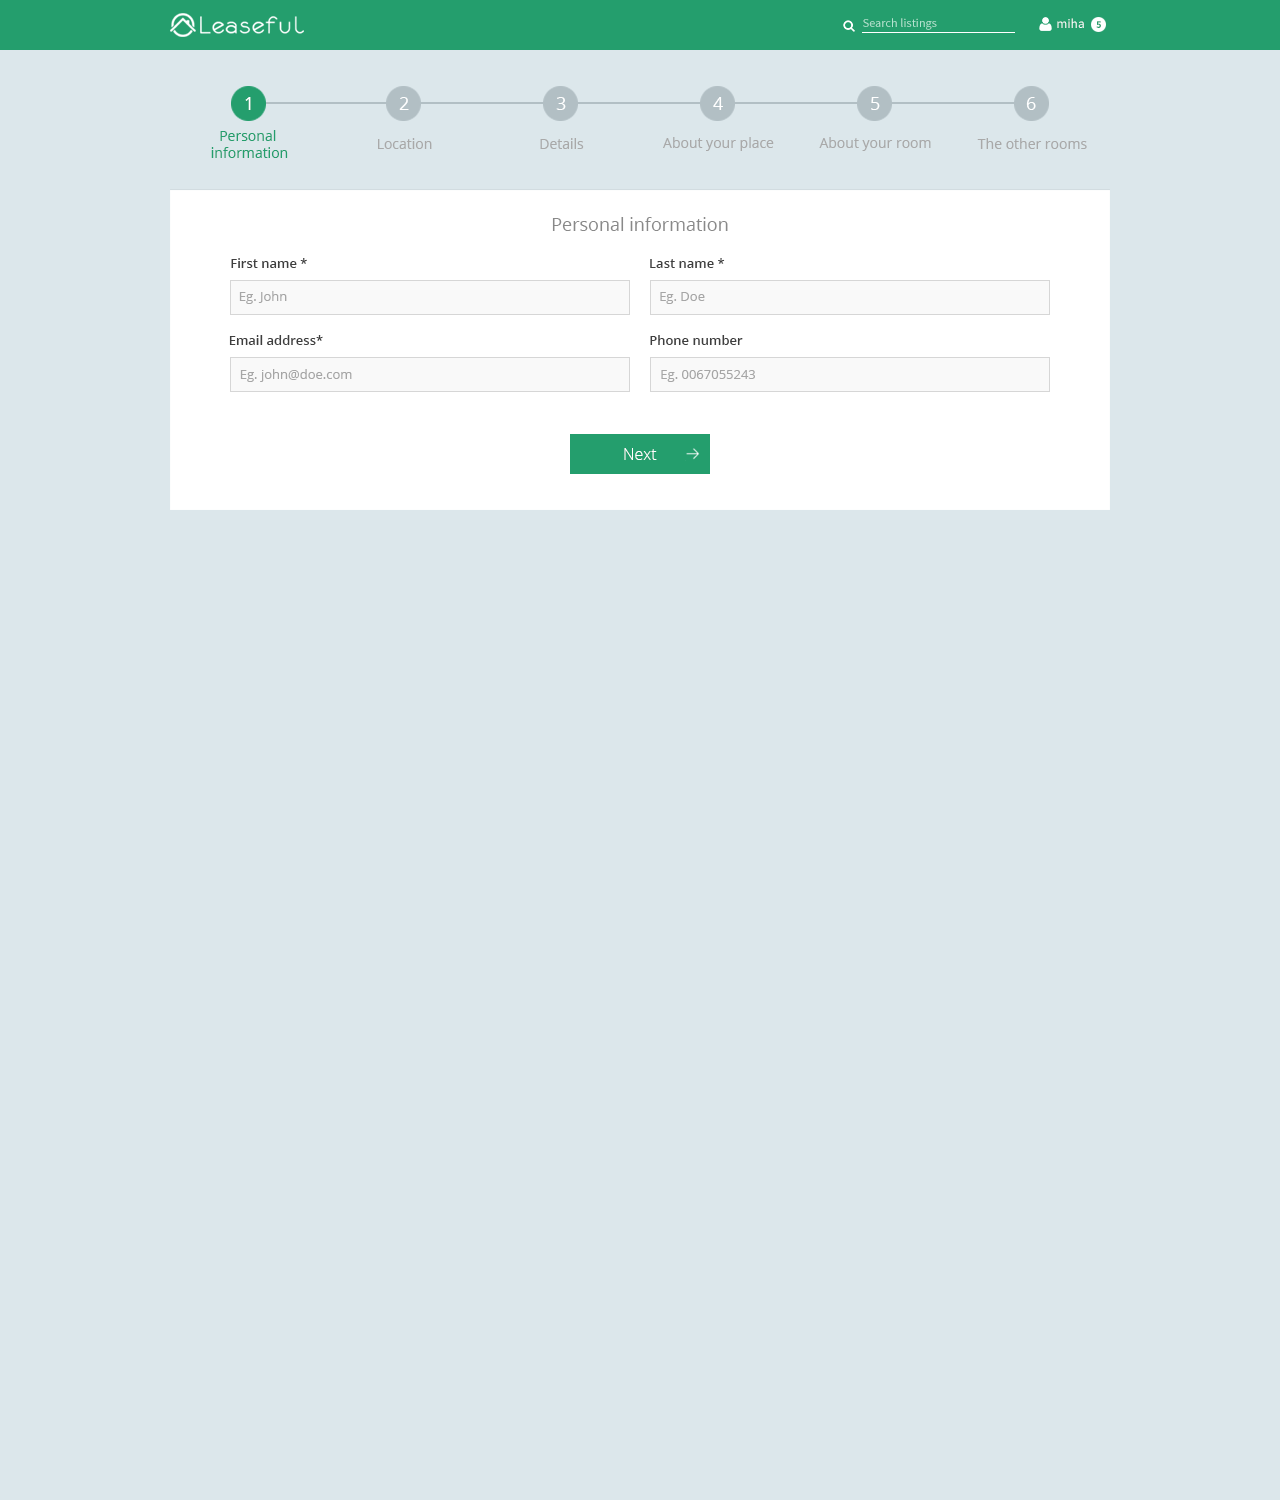 Leaseful
Search listings
miha
5
1
2
3
4
5
6
Personal
information
Location
Details
About your place
About your room
The other rooms
Personal information
First name *
Last name *
Eg. John
Eg. Doe
Email address*
Phone number
Eg. john@doe.com
Eg. 0067055243
Next